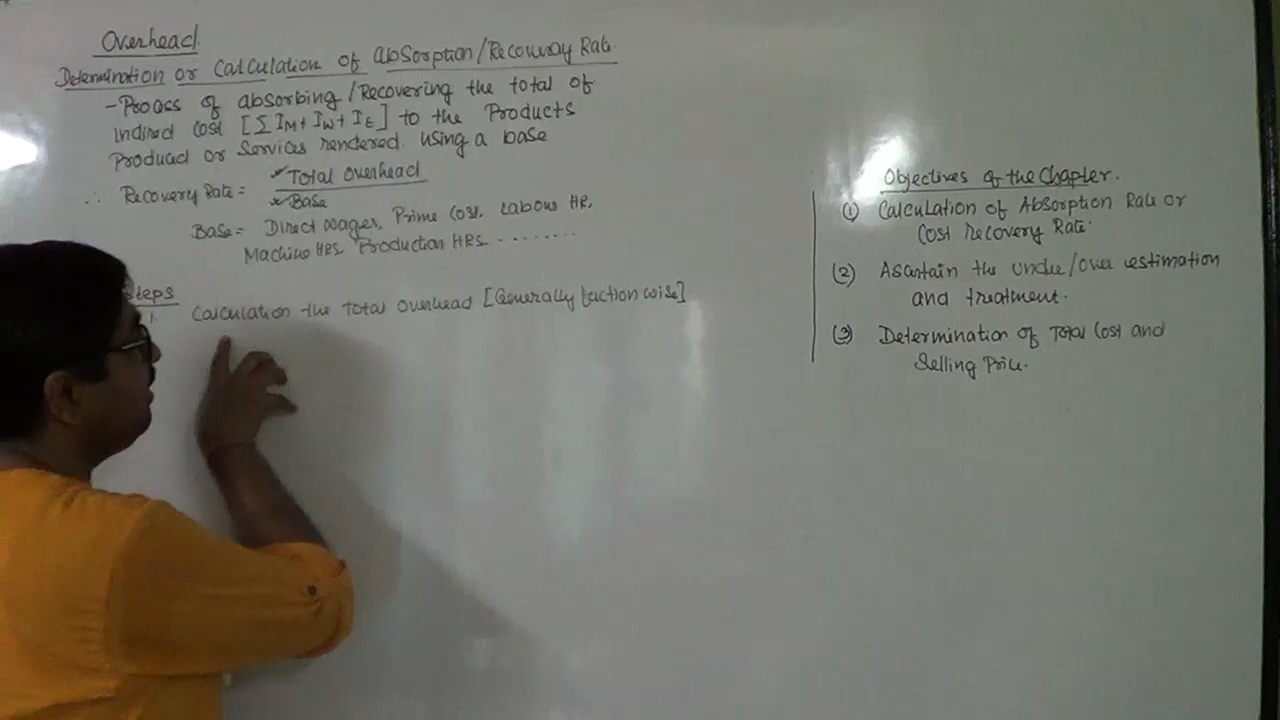 Overhead.
Determination or Calculation of Absorption/Recovery Rate.
- Process of absorbing/Recovering the total of
Indirect cost [∑ IM + IW + IE] to the Products
Produced or Services rendered using a base
∴ Recovery Rate = Total Overhead
Base
Base = Direct wages, Prime Cost, Labour HR,
Machine HRS, Production HRS ........
Steps
1. Calculation the Total Overhead [Generally faction wise]
Objectives of the Chapter.
(1) Calculation of Absorption Rate or
Cost Recovery Rate.
(2) Ascertain the under/over estimation
and treatment.
(3) Determination of Total Cost and
Selling Price.